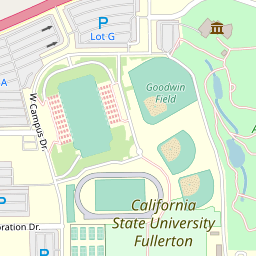 P
P
Lot G
Goodwin
Field
W Campus Dr.
California
State University
Fullerton
P
oration Dr.
P